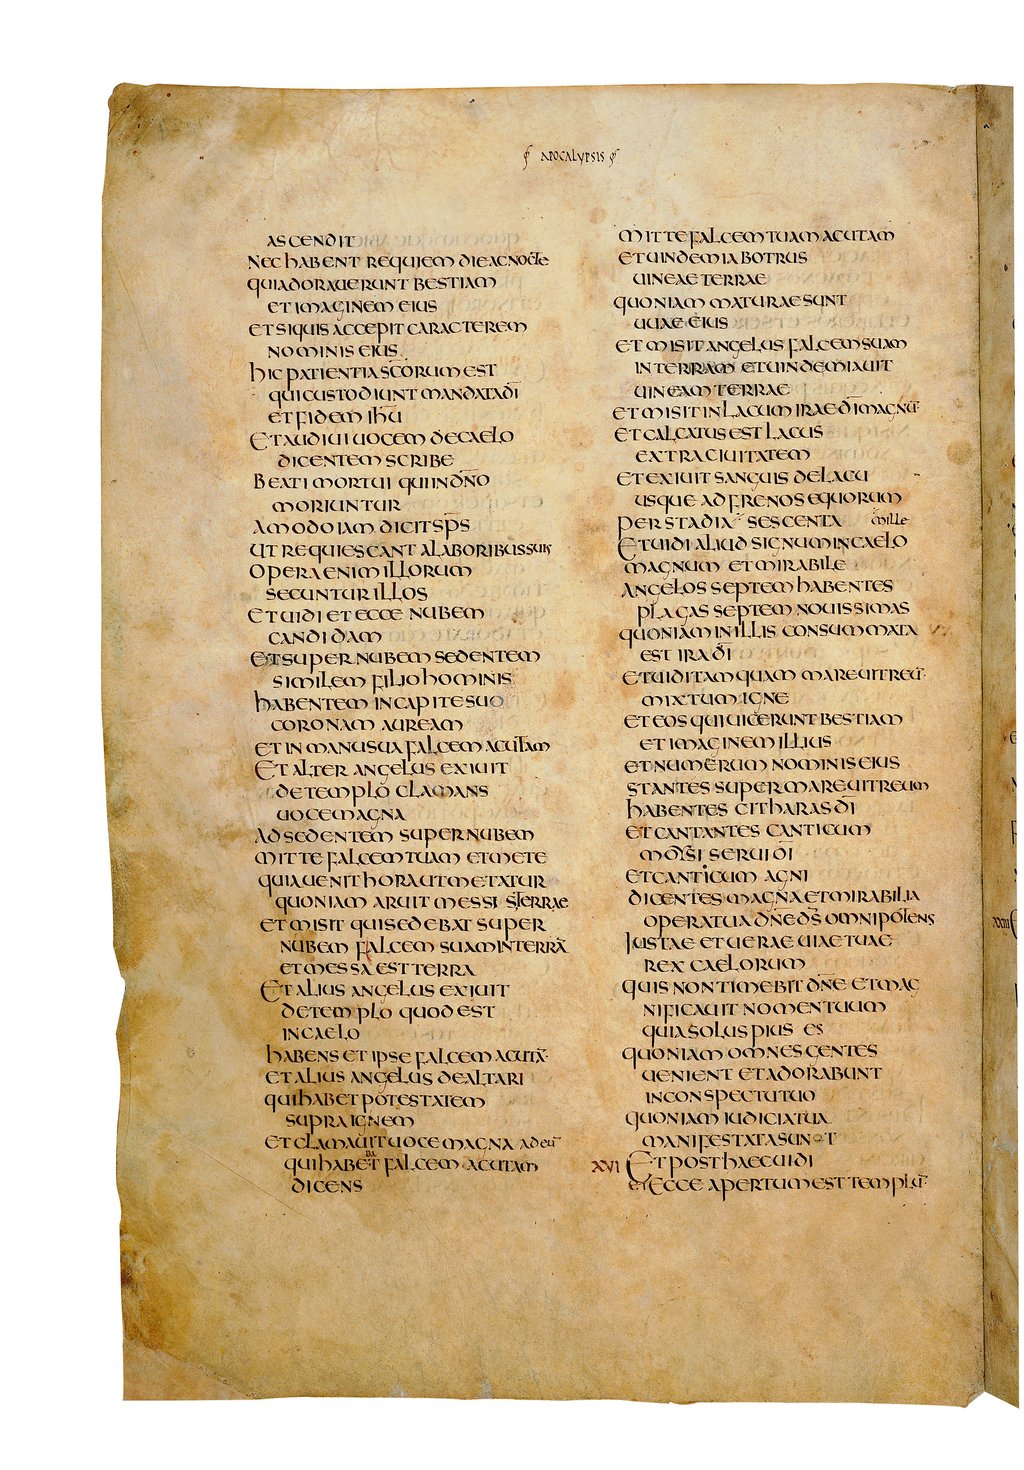 APOCALYPSIS
ASCENDIT
NEC HABENT REQUIEM DIE AC NOCTE
QUI ADORAUERUNT BESTIAM
ET IMAGINEM EIUS
ET SI QUIS ACCEPIT CARACTEREM
NOMINIS EIUS
HIC PATIENTIA SCORUM EST
QUI CUSTODIUNT MANDATA DI
ET FIDEM IHU
ET AUDIUI UOCEM DE CAELO
DICENTEM SCRIBE
BEATI MORTUI QUI IN DNO
MORIUNTUR
AMODO IAM DICIT SPS
UT REQUIESCANT A LABORIBUS SUIS
OPERA ENIM ILLORUM
SECUNTUR ILLOS
ET UIDI ET ECCE NUBEM
CANDIDAM
ET SUPER NUBEM SEDENTEM
SIMILEM FILIO HOMINIS
HABENTEM IN CAPITE SUO
CORONAM AUREAM
ET IN MANU SUA FALCEM ACUTAM
ET ALTER ANGELUS EXIUIT
DE TEMPLO CLAMANS
UOCE MAGNA
AD SEDENTEM SUPER NUBEM
MITTE FALCEM TUAM ET METE
QUIA UENIT HORA UT METATUR
QUONIAM ARUIT MESSIS TERRAE
ET MISIT QUI SEDEBAT SUPER
NUBEM FALCEM SUAM IN TERRA
ET MESSA EST TERRA
ET ALIUS ANGELUS EXIUIT
DE TEMPLO QUOD EST
IN CAELO
HABENS ET IPSE FALCEM ACUTA
ET ALIUS ANGELUS DE ALTARI
QUI HABET POTESTATEM
SUPRA IGNEM
ET CLAMAUIT UOCE MAGNA AD EU
QUI HABEBAT FALCEM ACUTAM
DICENS
MITTE FALCEM TUAM ACUTAM
ET UINDEMIA BOTRUS
UINEAE TERRAE
QUONIAM MATURAE SUNT
UUAE EIUS
ET MISIT ANGELUS FALCEM SUAM
IN TERRAM ET UINDEMIAUIT
UINEAM TERRAE
ET MISIT IN LACUM IRAE DI MAGNU
ET CALCATUS EST LACUS
EXTRA CIUITATEM
ET EXIUIT SANGUIS DE LACU
USQUE AD FRENOS EQUORUM
PER STADIA SESCENTA mille
ET UIDI ALIUD SIGNUM IN CAELO
MAGNUM ET MIRABILE
ANGELOS SEPTEM HABENTES
PLAGAS SEPTEM NOUISSIMAS
QUONIAM IN ILLIS CONSUMMATA
EST IRA DI
ET UIDI TAMQUAM MARE UITREU
MIXTUM IGNE
ET EOS QUI UICERUNT BESTIAM
ET IMAGINEM ILLIUS
ET NUMERUM NOMINIS EIUS
STANTES SUPER MARE UITREUM
HABENTES CITHARAS DI
ET CANTANTES CANTICUM
MOYSI SERUI DI
ET CANTICUM AGNI
DICENTES MAGNA ET MIRABILIA
OPERA TUA DNE DS OMNIPOTENS
IUSTAE ET UERAE UIAE TUAE
REX CAELORUM
QUIS NON TIMEBIT DNE ET MAG
NIFICAUIT NOMEN TUUM
QUIA SOLUS PIUS ES
QUONIAM OMNES GENTES
UENIENT ET ADORABUNT
IN CONSPECTU TUO
QUONIAM IUDICIA TUA
MANIFESTATA SUNT
XVI ET POST HAEC UIDI
ET ECCE APERTUM EST TEMPLU